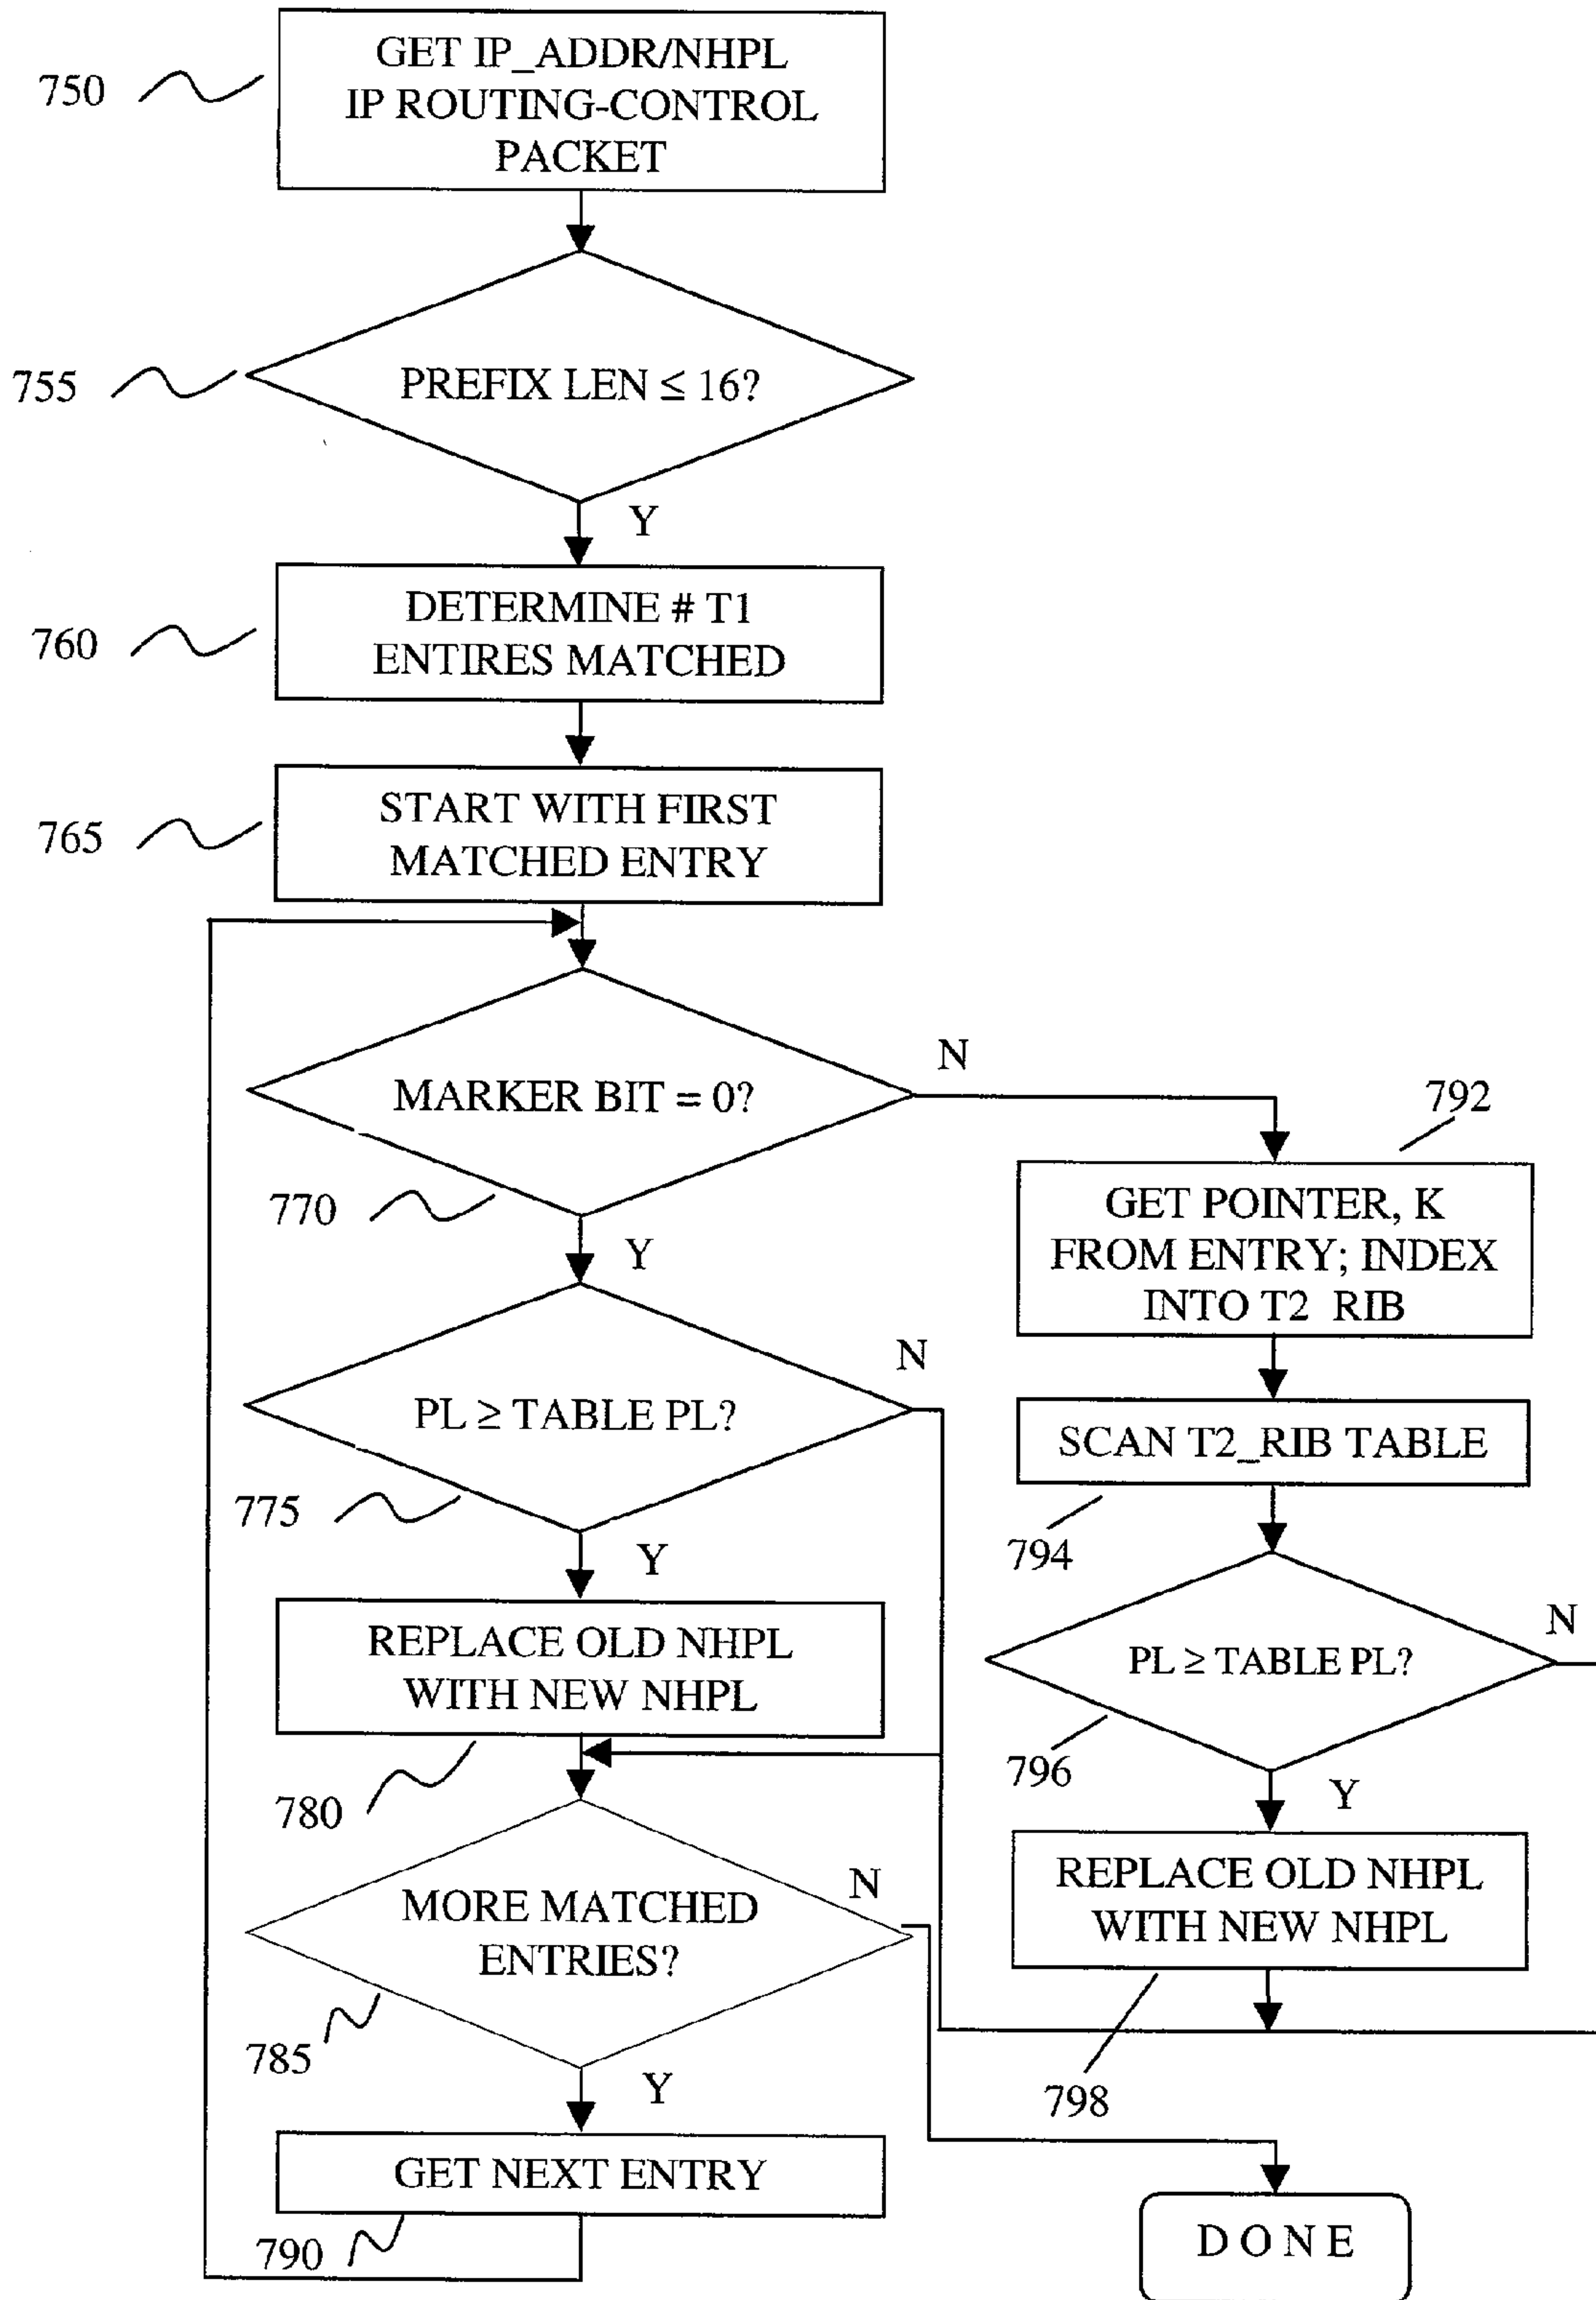 GET IP_ADDR/NHPL
IP ROUTING-CONTROL
PACKET
750
PREFIX LEN ≤ 16?
755
Y
DETERMINE # T1
ENTIRES MATCHED
760
START WITH FIRST
MATCHED ENTRY
765
MARKER BIT = 0?
N
770
Y
792
GET POINTER, K
FROM ENTRY; INDEX
INTO T2 RIB
PL ≥ TABLE PL?
N
775
Y
SCAN T2_RIB TABLE
794
REPLACE OLD NHPL
WITH NEW NHPL
780
PL ≥ TABLE PL?
N
796
Y
MORE MATCHED
ENTRIES?
N
785
Y
REPLACE OLD NHPL
WITH NEW NHPL
798
GET NEXT ENTRY
790
DONE